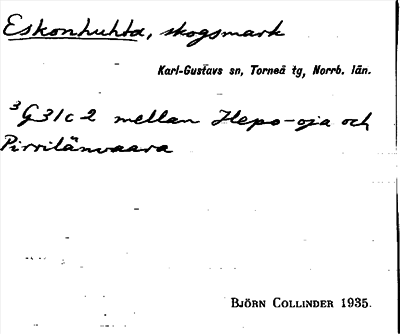 Eskonhuhta, skogsmark
Karl-Gustavs sn, Torneå tg, Norrb. län.
³G31c2 mellan Hepo-oja och
Pirrilänvaara
BJÖRN COLLINDER 1935.